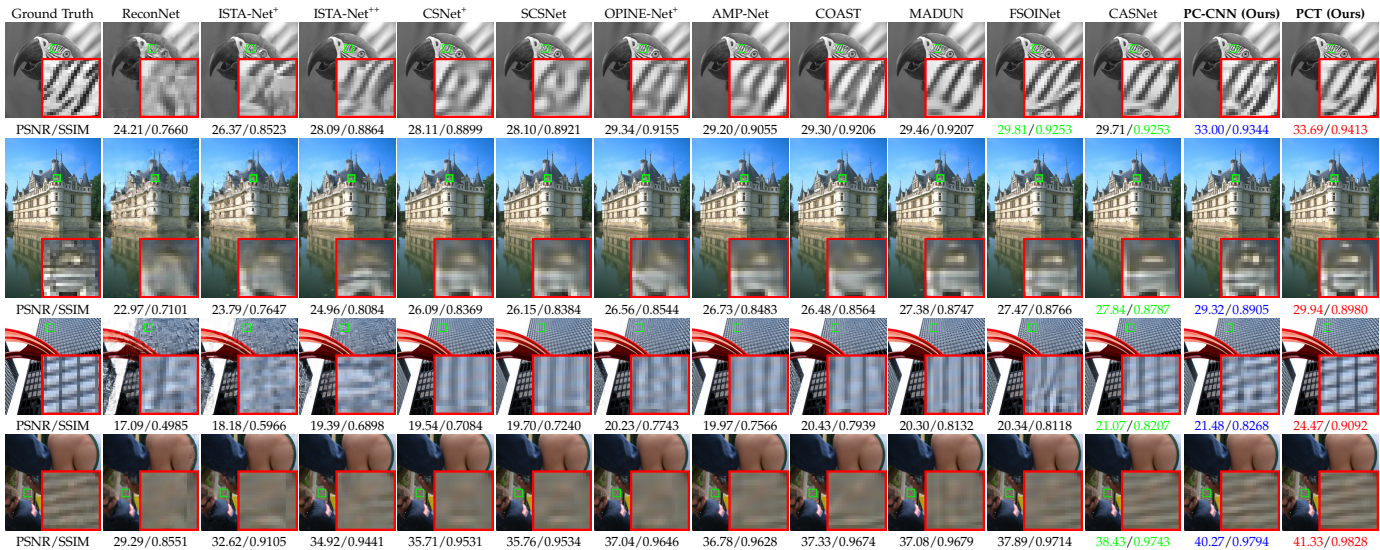 Ground Truth ReconNet ISTA-Net+ ISTA-Net++ CSNet+ SCSNet OPINE-Net+ AMP-Net COAST MADUN FSOINet CASNet PC-CNN (Ours) PCT (Ours)
PSNR/SSIM 24.21/0.7660 26.37/0.8523 28.09/0.8864 28.11/0.8899 28.10/0.8921 29.34/0.9155 29.20/0.9055 29.30/0.9206 29.46/0.9207 29.81/0.9253 29.71/0.9253 33.00/0.9344 33.69/0.9413
PSNR/SSIM 22.97/0.7101 23.79/0.7647 24.96/0.8084 26.09/0.8369 26.15/0.8384 26.56/0.8544 26.73/0.8483 26.48/0.8564 27.38/0.8747 27.47/0.8766 27.84/0.8787 29.32/0.8905 29.94/0.8980
PSNR/SSIM 17.09/0.4985 18.18/0.5966 19.39/0.6898 19.54/0.7084 19.70/0.7240 20.23/0.7743 19.97/0.7566 20.43/0.7939 20.30/0.8132 20.34/0.8118 21.07/0.8207 21.48/0.8268 24.47/0.9092
PSNR/SSIM 29.29/0.8551 32.62/0.9105 34.92/0.9441 35.71/0.9531 35.76/0.9534 37.04/0.9646 36.78/0.9628 37.33/0.9674 37.08/0.9679 37.89/0.9714 38.43/0.9743 40.27/0.9794 41.33/0.9828